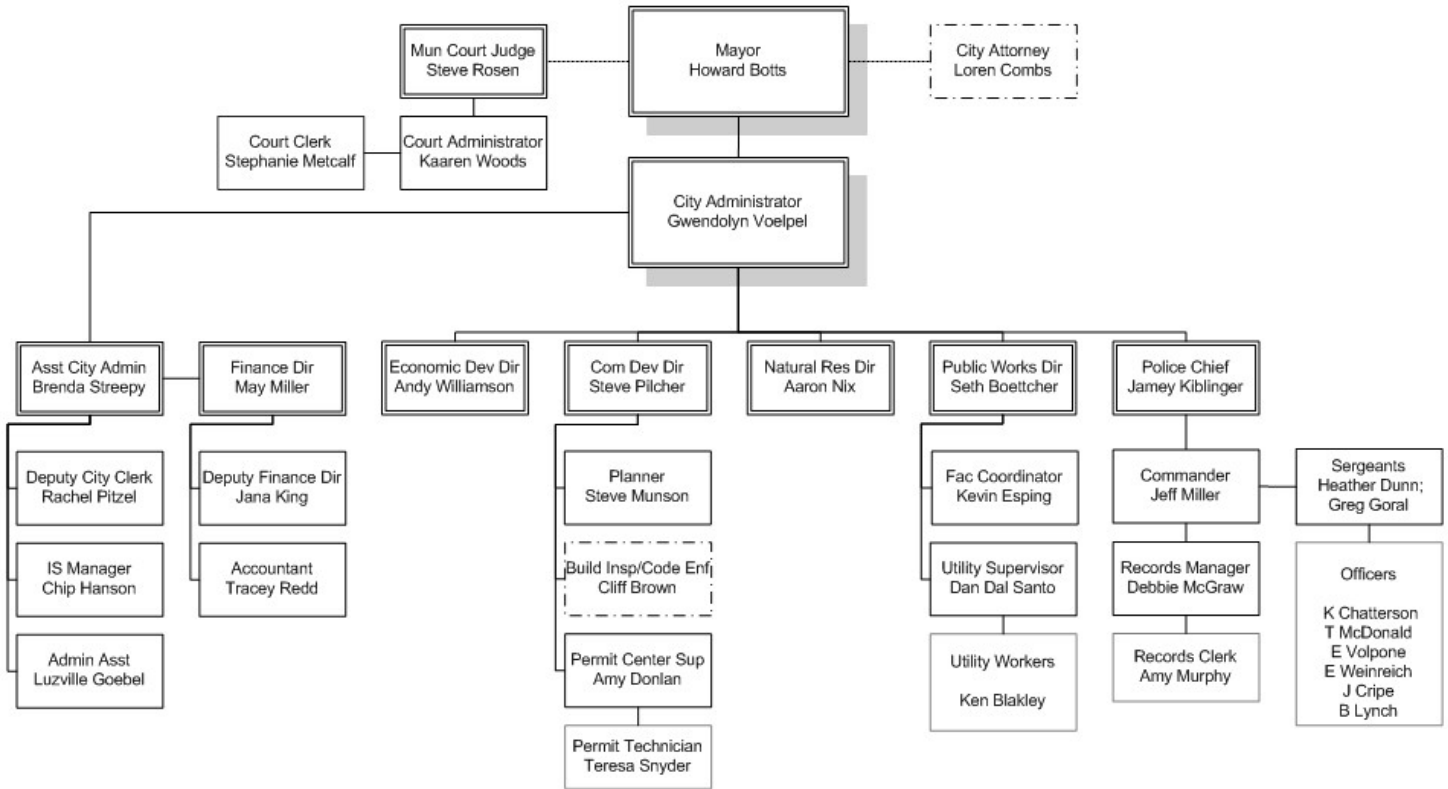 Mun Court Judge
Steve Rosen
Mayor
Howard Botts
City Attorney
Loren Combs
Court Clerk
Stephanie Metcalf
Court Administrator
Kaaren Woods
City Administrator
Gwendolyn Voelpel
Asst City Admin
Brenda Streepy
Finance Dir
May Miller
Economic Dev Dir
Andy Williamson
Com Dev Dir
Steve Pilcher
Natural Res Dir
Aaron Nix
Public Works Dir
Seth Boettcher
Police Chief
Jamey Kiblinger
Deputy City Clerk
Rachel Pitzel
Deputy Finance Dir
Jana King
Planner
Steve Munson
Fac Coordinator
Kevin Esping
Commander
Jeff Miller
Sergeants
Heather Dunn;
Greg Goral
IS Manager
Chip Hanson
Accountant
Tracey Redd
Build Insp/Code Enf
Cliff Brown
Utility Supervisor
Dan Dal Santo
Records Manager
Debbie McGraw
Officers
K Chatterson
T McDonald
E Volpone
E Weinreich
J Cripe
B Lynch
Admin Asst
Luzville Goebel
Permit Center Sup
Amy Donlan
Utility Workers
Ken Blakley
Records Clerk
Amy Murphy
Permit Technician
Teresa Snyder